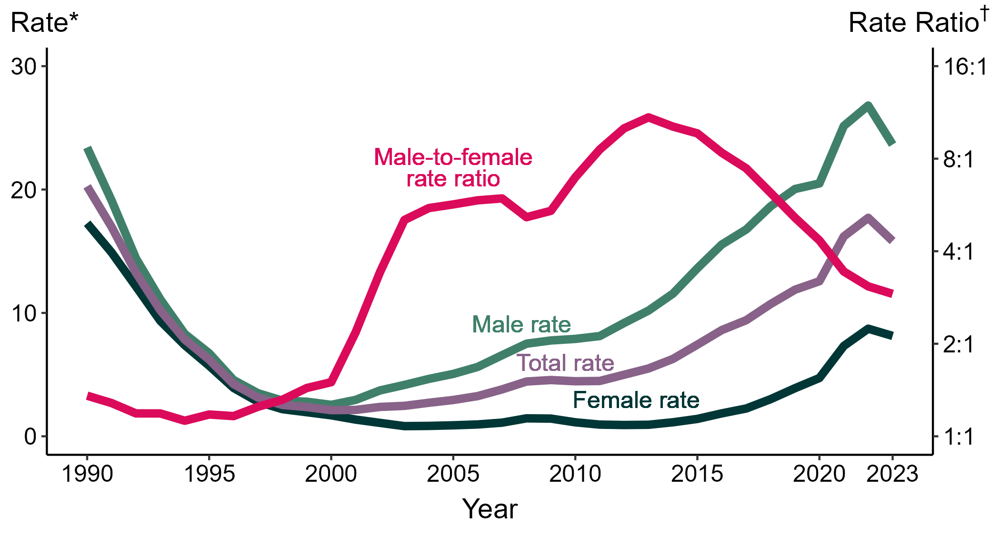 Rate*
Rate Ratio†
30
20
10
0
16:1
8:1
4:1
2:1
1:1
Male-to-female
rate ratio
Male rate
Total rate
Female rate
1990 1995 2000 2005 2010 2015 2020 2023
Year